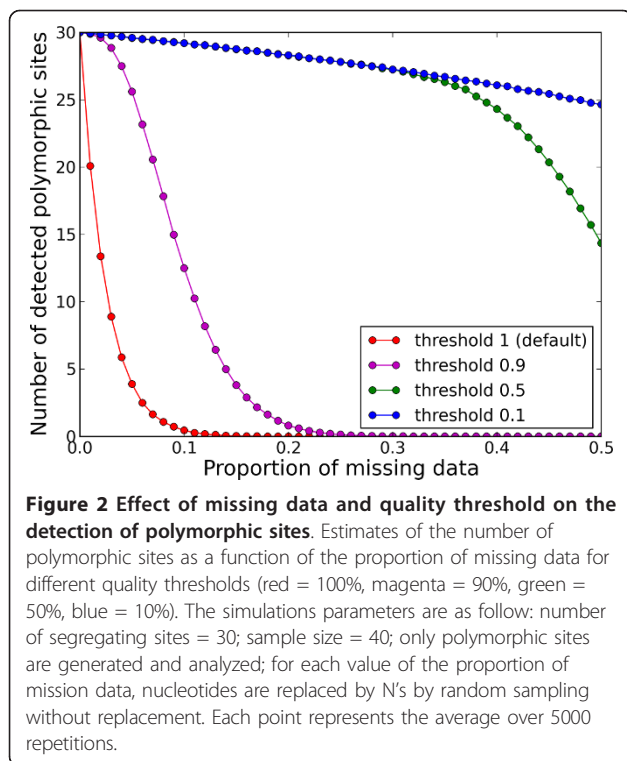 30
25
20
15
10
5
0
Number of detected polymorphic sites
threshold 1 (default)
threshold 0.9
threshold 0.5
threshold 0.1
0.0 0.1 0.2 0.3 0.4 0.5
Proportion of missing data
Figure 2 Effect of missing data and quality threshold on the
detection of polymorphic sites. Estimates of the number of
polymorphic sites as a function of the proportion of missing data for
different quality thresholds (red = 100%, magenta = 90%, green =
50%, blue = 10%). The simulations parameters are as follow: number
of segregating sites = 30; sample size = 40; only polymorphic sites
are generated and analyzed; for each value of the proportion of
mission data, nucleotides are replaced by N's by random sampling
without replacement. Each point represents the average over 5000
repetitions.